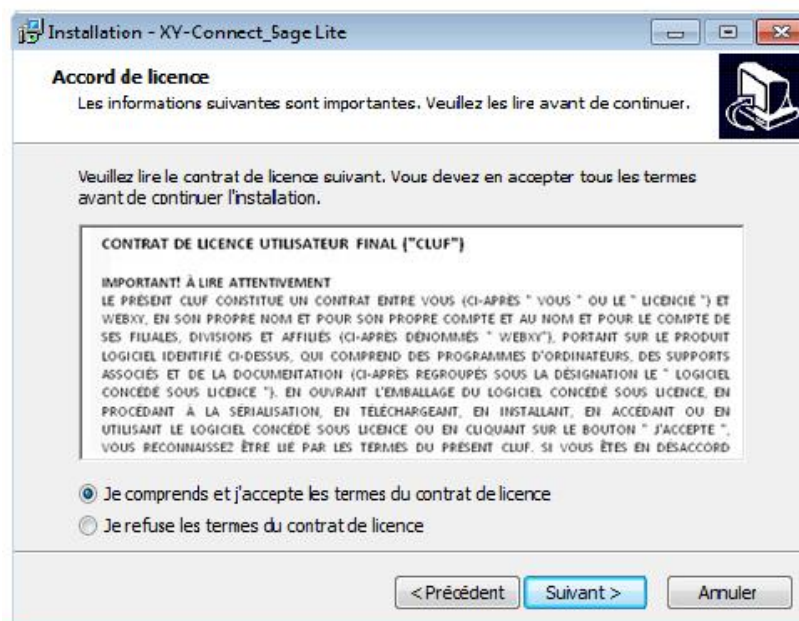 Installation - XY-Connect_Sage Lite
Accord de licence
Les informations suivantes sont importantes. Veuillez les lire avant de continuer.
Veuillez lire le contrat de licence suivant. Vous devez en accepter tous les termes
avant de continuer l'installation.
CONTRAT DE LICENCE UTILISATEUR FINAL ("CLUF")
IMPORTANT! À LIRE ATTENTIVEMENT
LE PRÉSENT CLUF CONSTITUE UN CONTRAT ENTRE VOUS (CI-APRÈS " VOUS " OU LE " LICENCIÉ ") ET
WEBXY, EN SON PROPRE NOM ET POUR SON PROPRE COMPTE ET AU NOM ET POUR LE COMPTE DE
SES FILIALES, DIVISIONS ET AFFILIÉS (CI-APRÈS DÉNOMMÉS " WEBXY"), PORTANT SUR LE PRODUIT
LOGICIEL IDENTIFIÉ CI-DESSUS, QUI COMPREND DES PROGRAMMES D'ORDINATEURS, DES SUPPORTS
ASSOCIÉS ET DE LA DOCUMENTATION (CI-APRÈS REGROUPÉS SOUS LA DÉSIGNATION LE " LOGICIEL
CONCÉDÉ SOUS LICENCE "). EN OUVRANT L'EMBALLAGE DU LOGICIEL CONCÉDÉ SOUS LICENCE, EN
PROCÉDANT À LA SÉRIALISATION, EN TÉLÉCHARGEANT, EN INSTALLANT, EN ACCÉDANT OU EN
UTILISANT LE LOGICIEL CONCÉDÉ SOUS LICENCE OU EN CLIQUANT SUR LE BOUTON " J'ACCEPTE ",
VOUS RECONNAISSEZ ÊTRE LIÉ PAR LES TERMES DU PRÉSENT CLUF. SI VOUS ÊTES EN DÉSACCORD
Je comprends et j'accepte les termes du contrat de licence
Je refuse les termes du contrat de licence
< Précédent
Suivant >
Annuler